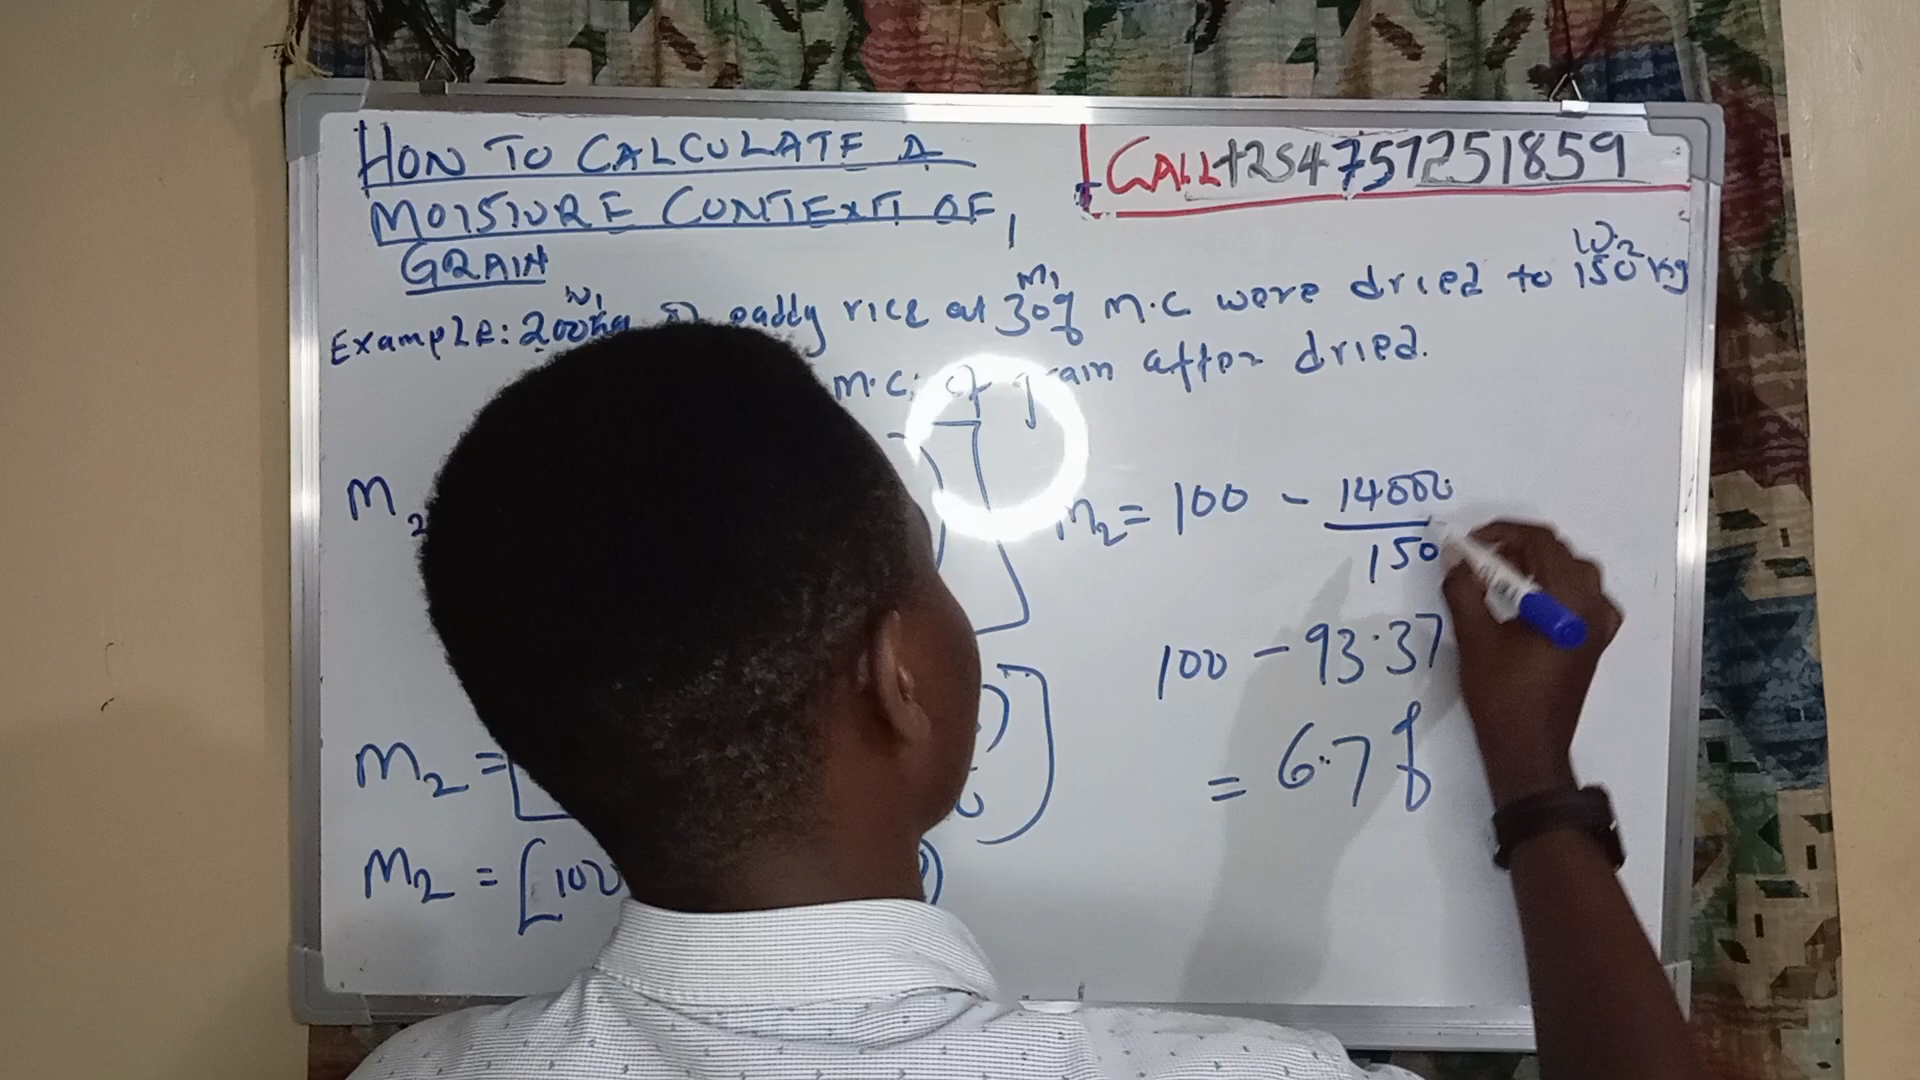 HOW TO CALCULATE A
MOISTURE CONTENT OF
GRAIN
CALL +254757251859
W1 M1 W.2
Example: 200kg paddy rice at 30% m.c were dried to 150kg
m.c. of grain after dried.
M2
M2 = 100 - 14000
150
100 - 93.37
= 6.7%
M2 =
M2 = [100